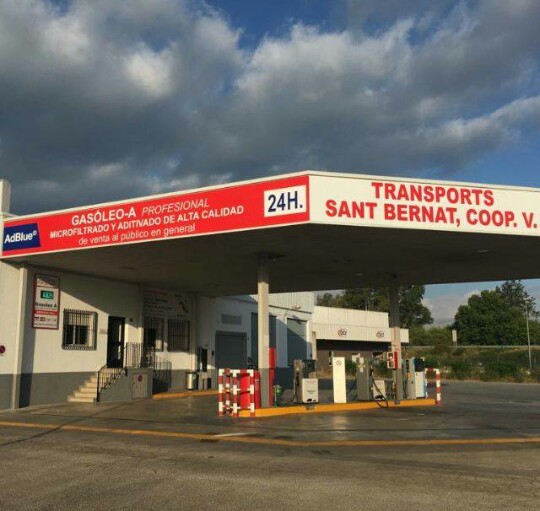 GASÓLEO-A PROFESIONAL
MICROFILTRADO Y ADITIVADO DE ALTA CALIDAD
de venta al público en general
24H.
AdBlue®
TRANSPORTS
SANT BERNAT, COOP. V.